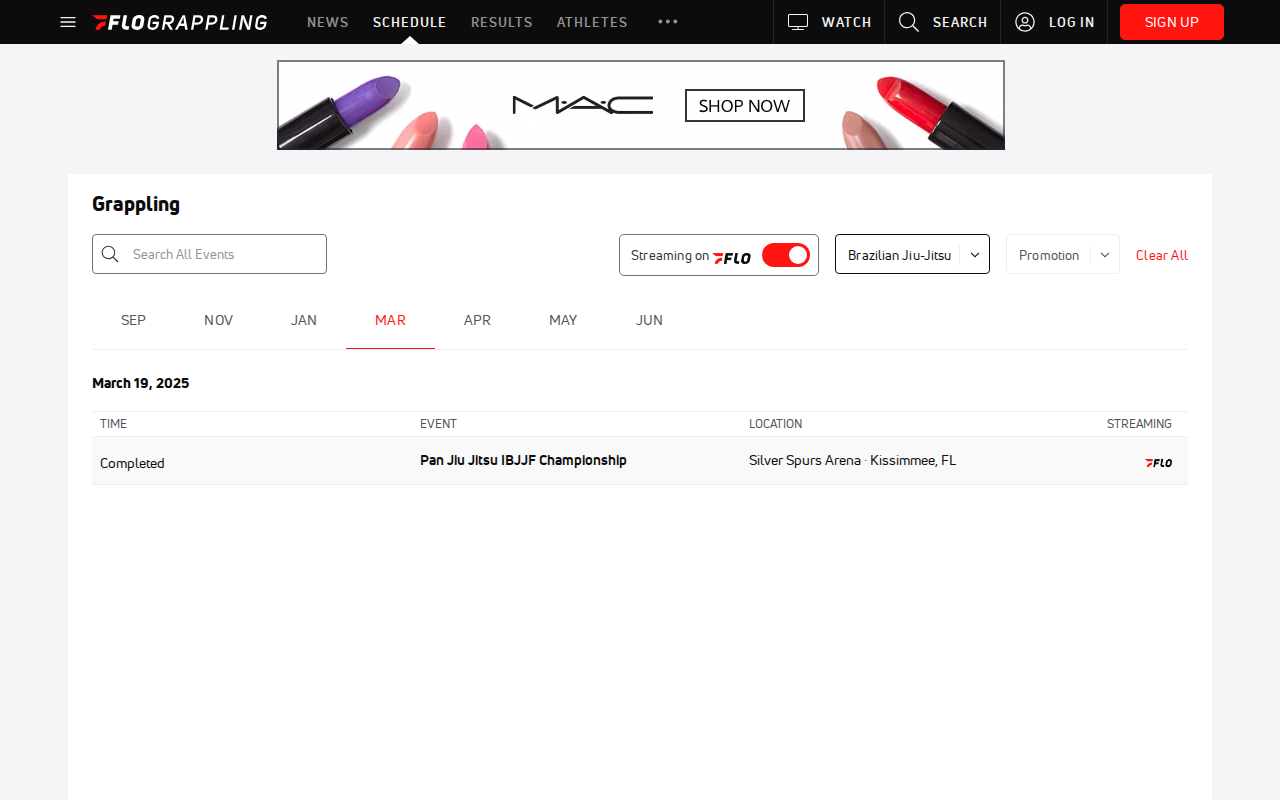 FLOGRAPPLING NEWS SCHEDULE RESULTS ATHLETES WATCH SEARCH LOG IN SIGN UP
MAC SHOP NOW
Grappling
Search All Events Streaming on FLO Brazilian Jiu-Jitsu Promotion Clear All
SEP NOV JAN MAR APR MAY JUN
March 19, 2025
TIME EVENT LOCATION STREAMING
Completed Pan Jiu Jitsu IBJJF Championship Silver Spurs Arena · Kissimmee, FL FLO